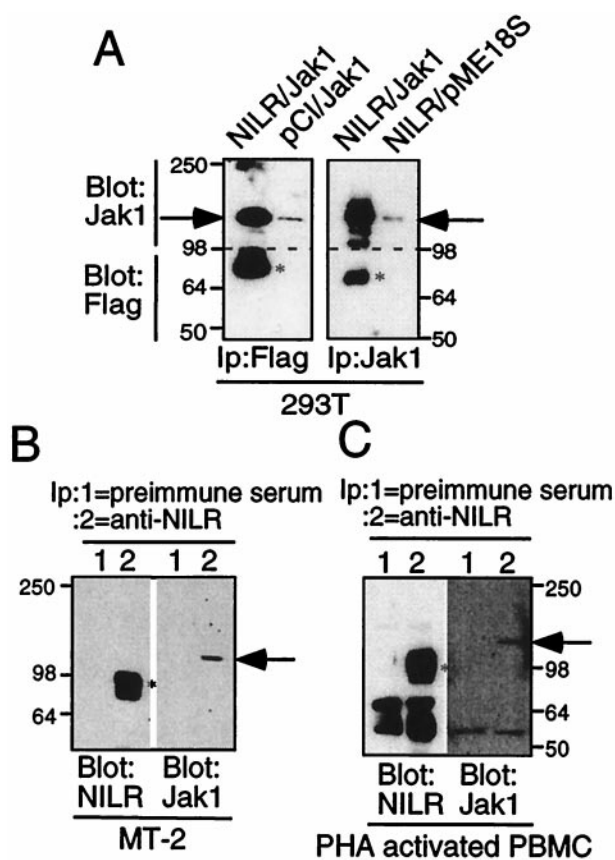 A
NILR/Jak1
pCI/Jak1
NILR/Jak1
NILR/pME18S
Blot:
Jak1
Blot:
Flag
250
98
64
50
*
*
98
64
50
Ip:Flag
Ip:Jak1
293T
B
Ip:1=preimmune serum
:2=anti-NILR
1 2 1 2
250
98
64
*
Blot:
NILR
Blot:
Jak1
MT-2
C
Ip:1=preimmune serum
:2=anti-NILR
1 2 1 2
*
250
98
64
50
Blot:
NILR
Blot:
Jak1
PHA activated PBMC